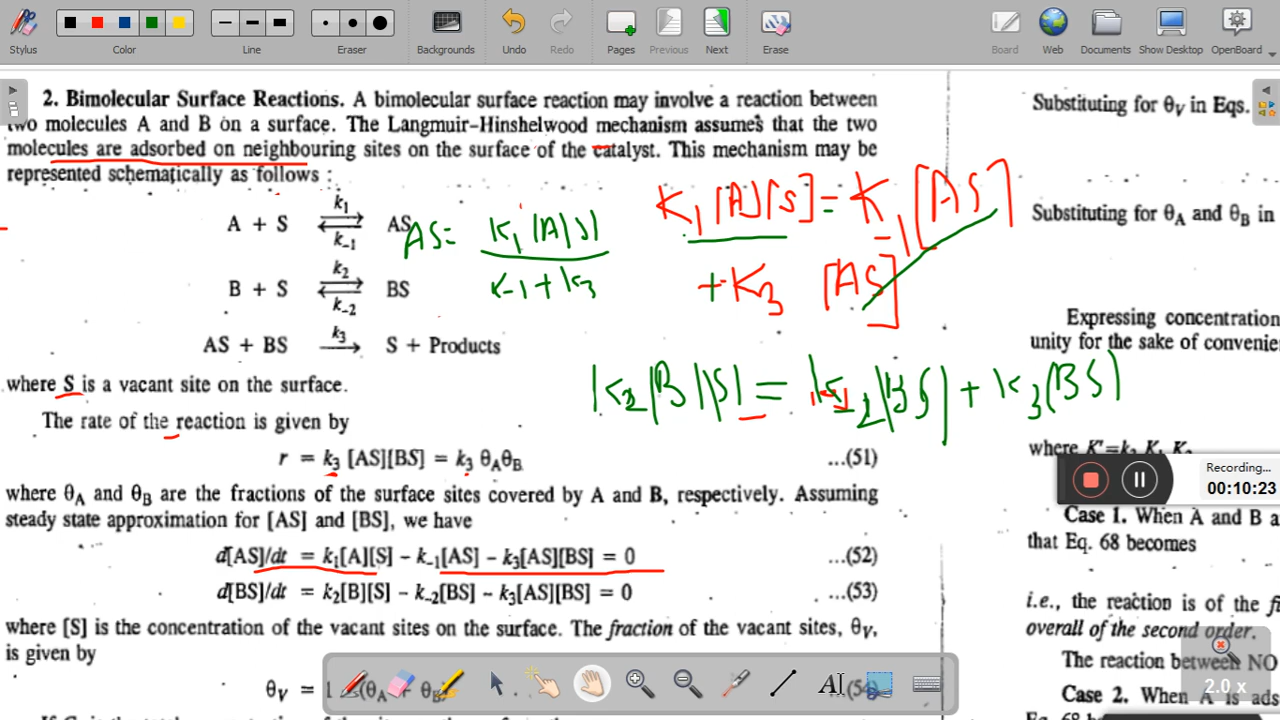 Stylus Color Line Eraser Backgrounds Undo Redo Pages Previous Next Erase Board Web Documents Show Desktop OpenBoard
2. Bimolecular Surface Reactions. A bimolecular surface reaction may involve a reaction between
two molecules A and B on a surface. The Langmuir-Hinshelwood mechanism assumes that the two
molecules are adsorbed on neighbouring sites on the surface of the catalyst. This mechanism may be
represented schematically as follows :
A + S k₁ k₋₁ AS
B + S k₂ k₋₂ BS
AS + BS k₃ → S + Products
AS = K₁[A][S]
K-1 + K3
K₁[A][S] = K₋₁[AS]
+ K₃ [AS]
K₂[B][S] = K₋₂[BS] + K₃[BS]
where S is a vacant site on the surface.
The rate of the reaction is given by
r = k₃ [AS][BS] = k₃ θAθB ...(51)
where θA and θB are the fractions of the surface sites covered by A and B, respectively. Assuming
steady state approximation for [AS] and [BS], we have
d[AS]/dt = k₁[A][S] − k₋₁[AS] − k₃[AS][BS] = 0 ...(52)
d[BS]/dt = k₂[B][S] − k₋₂[BS] − k₃[AS][BS] = 0 ...(53)
where [S] is the concentration of the vacant sites on the surface. The fraction of the vacant sites, θV,
is given by
θV = 1 (θA + θB) (54)
Substituting for θV in Eqs.
Substituting for θA and θB in
Expressing concentration
unity for the sake of convenie
where K'=k₃
Recording...
00:10:23
Case 1. When A and B a
that Eq. 68 becomes
i.e., the reaction is of the fi
overall of the second order.
The reaction between NO
2.0 x
Case 2. When A is ads
Eq. 68 be